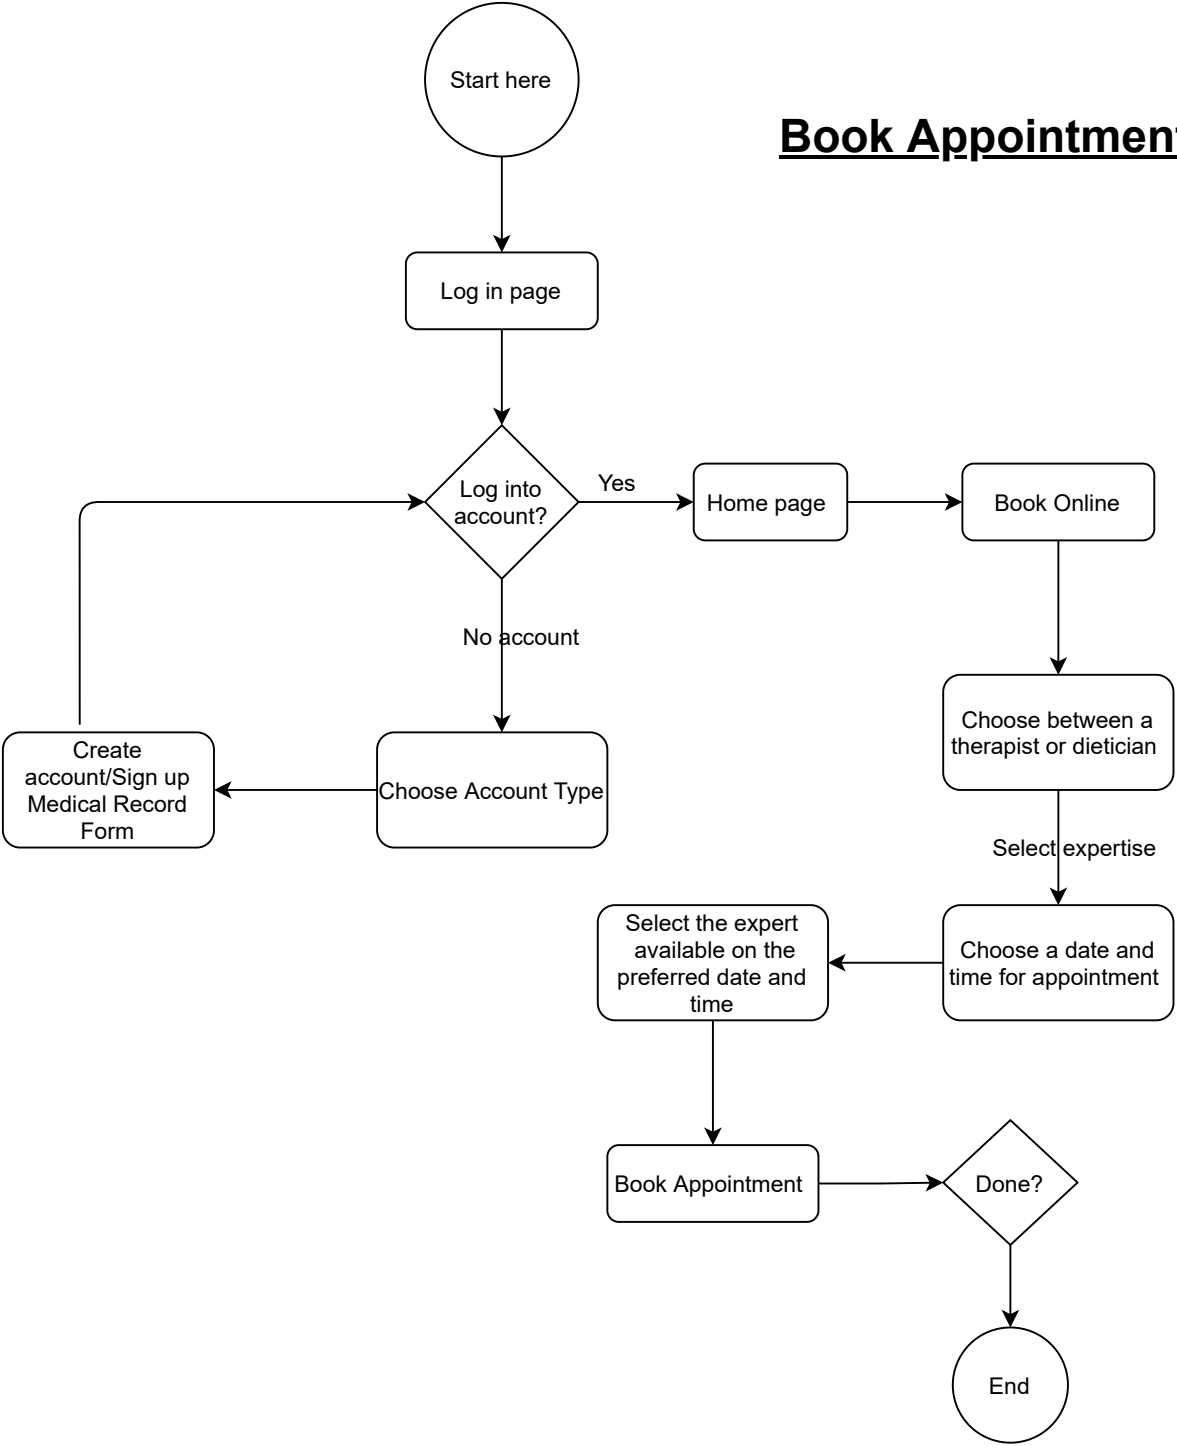 Start here
Book Appointment
Log in page
Log into
account?
Yes
Home page
Book Online
No account
Choose between a
therapist or dietician
Create
account/Sign up
Medical Record
Form
Choose Account Type
Select expertise
Select the expert
available on the
preferred date and
time
Choose a date and
time for appointment
Book Appointment
Done?
End